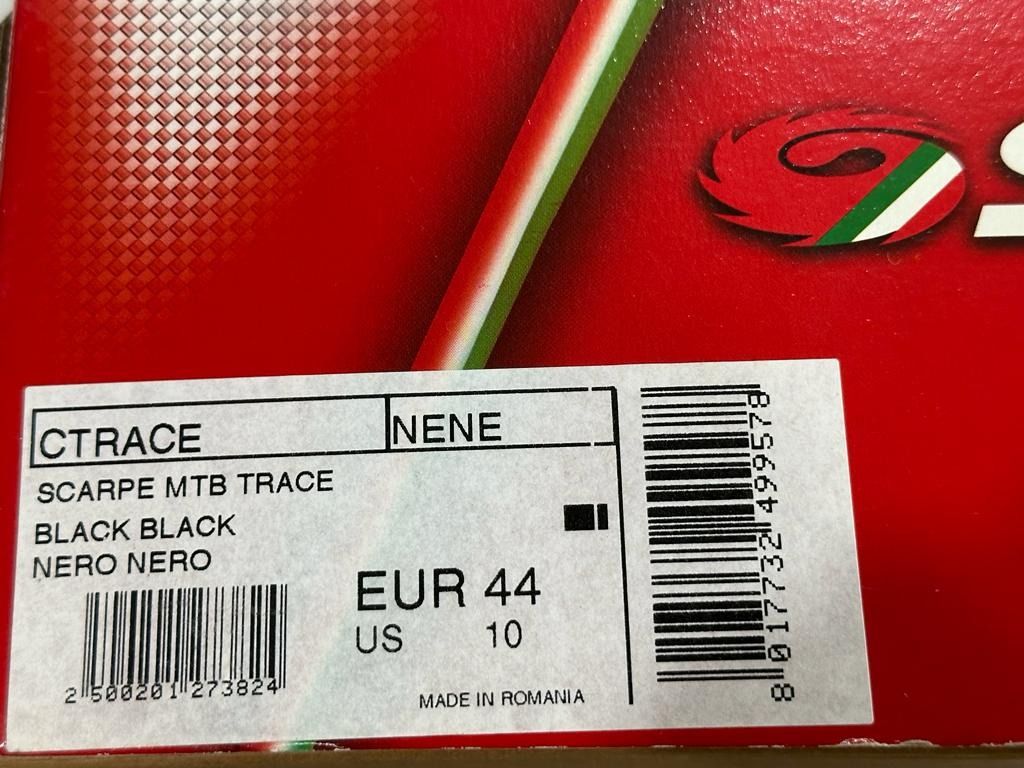 S
CTRACE NENE
SCARPE MTB TRACE
BLACK BLACK
NERO NERO
EUR 44
US 10
MADE IN ROMANIA
2 500201 273824
8 017732 499578